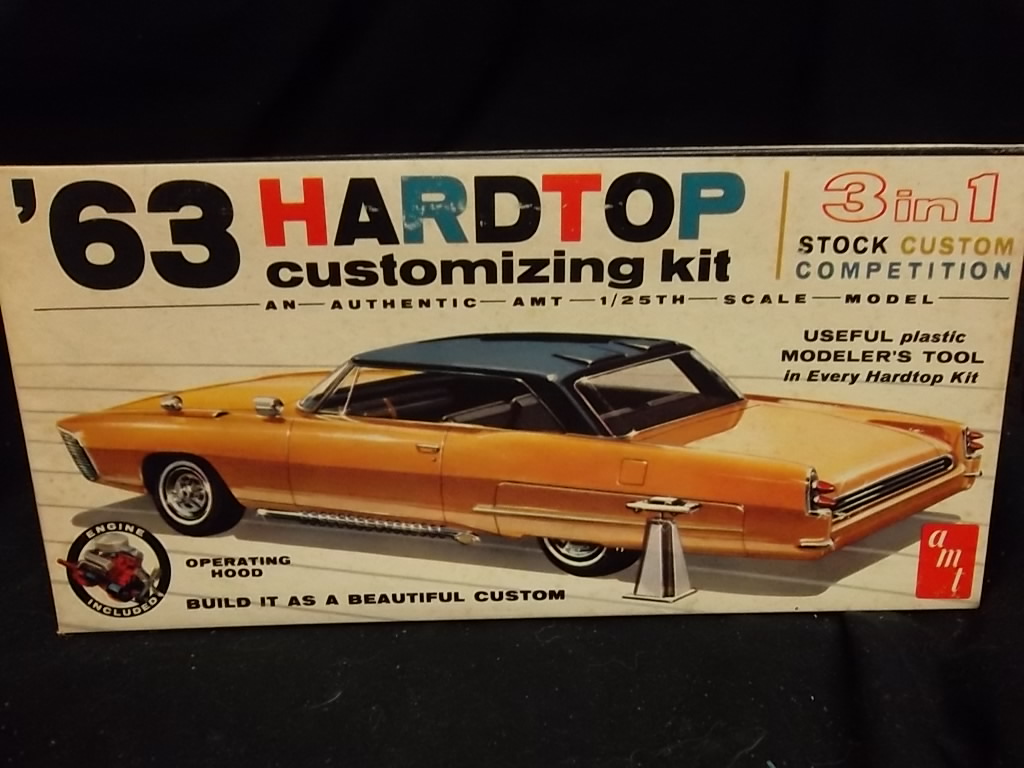 '63 HARDTOP
customizing kit
3 in 1
STOCK CUSTOM
COMPETITION
AN—AUTHENTIC—AMT—1/25TH—SCALE—MODEL
USEFUL plastic
MODELER'S TOOL
in Every Hardtop Kit
ENGINE
INCLUDED
OPERATING
HOOD
BUILD IT AS A BEAUTIFUL CUSTOM
amt